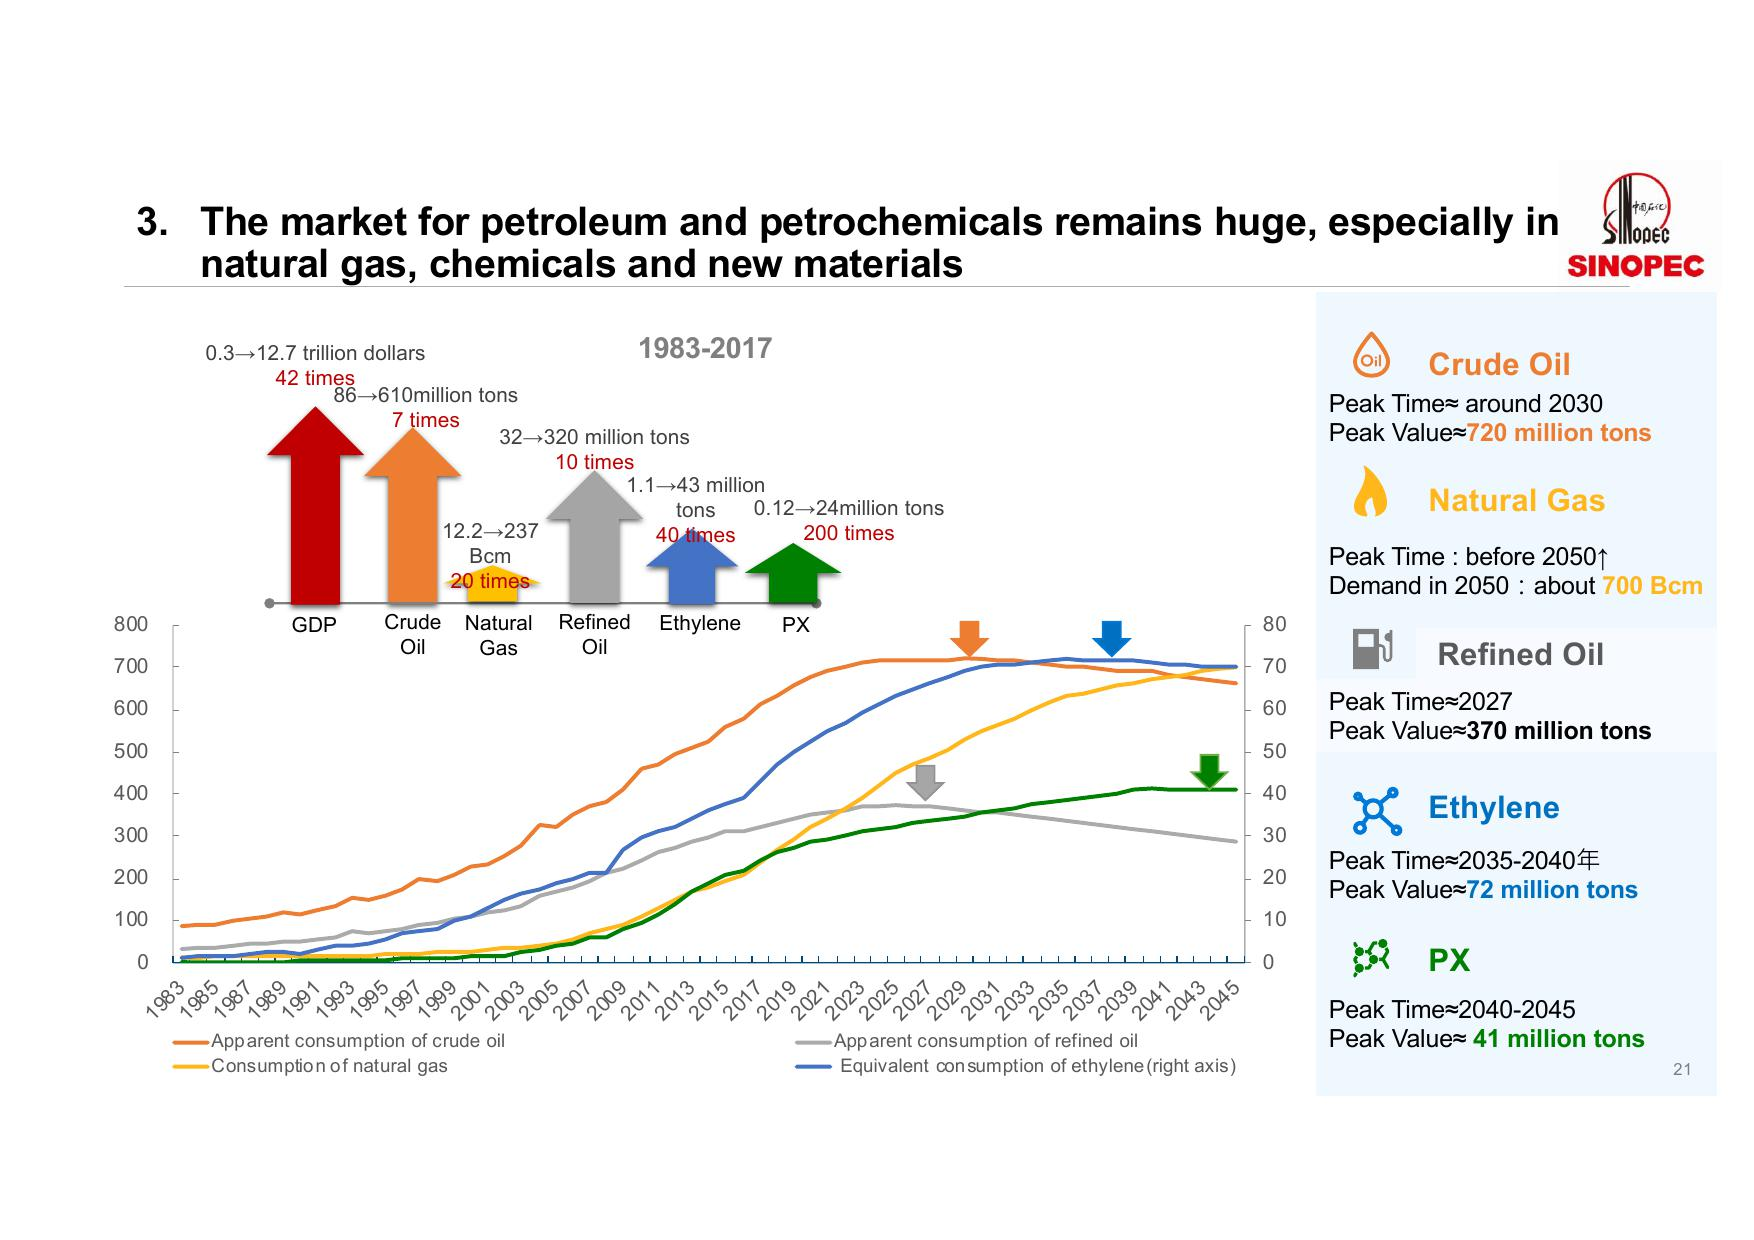 3. The market for petroleum and petrochemicals remains huge, especially in
natural gas, chemicals and new materials
中国石化
SINOPEC
SINOPEC
1983-2017
0.3→12.7 trillion dollars
42 times
86→610million tons
7 times
12.2→237
Bcm
20 times
32→320 million tons
10 times
1.1→43 million
tons
40 times
0.12→24million tons
200 times
GDP
Crude
Oil
Natural
Gas
Refined
Oil
Ethylene
PX
800
700
600
500
400
300
200
100
0
80
70
60
50
40
30
20
10
0
1983
1985
1987
1989
1991
1993
1995
1997
1999
2001
2003
2005
2007
2009
2011
2013
2015
2017
2019
2021
2023
2025
2027
2029
2031
2033
2035
2037
2039
2041
2043
2045
Apparent consumption of crude oil
Apparent consumption of refined oil
Consumption of natural gas
Equivalent consumption of ethylene(right axis)
Oil
Crude Oil
Peak Time≈ around 2030
Peak Value≈720 million tons
Natural Gas
Peak Time : before 2050↑
Demand in 2050：about 700 Bcm
Refined Oil
Peak Time≈2027
Peak Value≈370 million tons
Ethylene
Peak Time≈2035-2040年
Peak Value≈72 million tons
PX
Peak Time≈2040-2045
Peak Value≈ 41 million tons
21